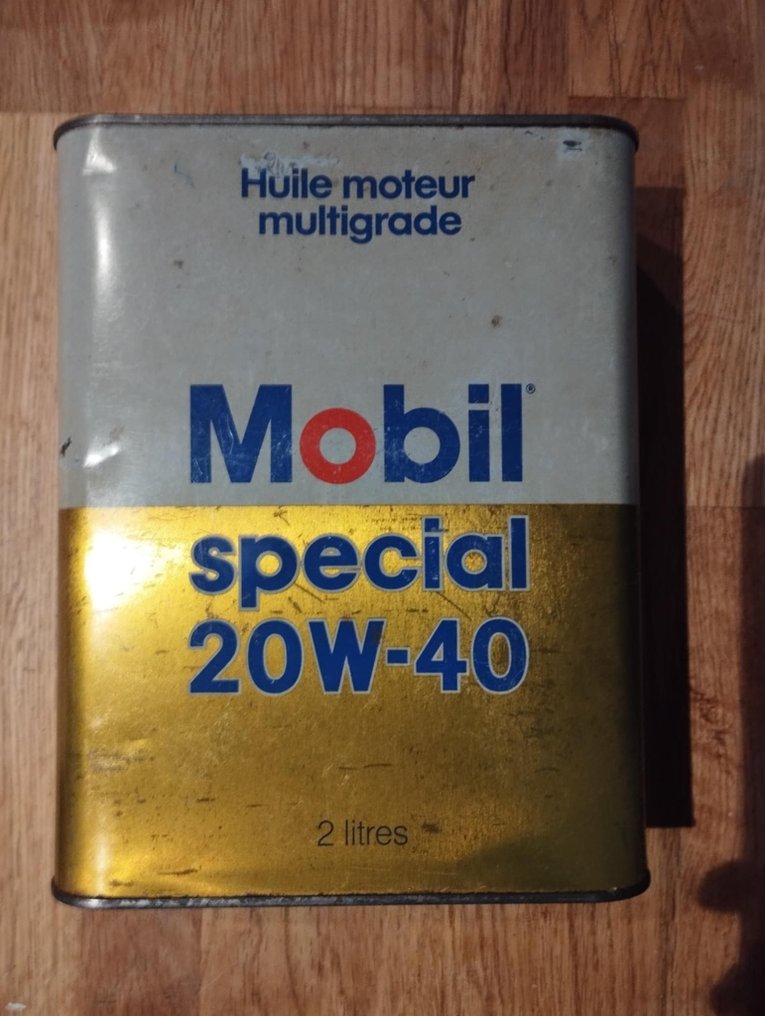 Huile moteur
multigrade
Mobil®
special
20W-40
2 litres